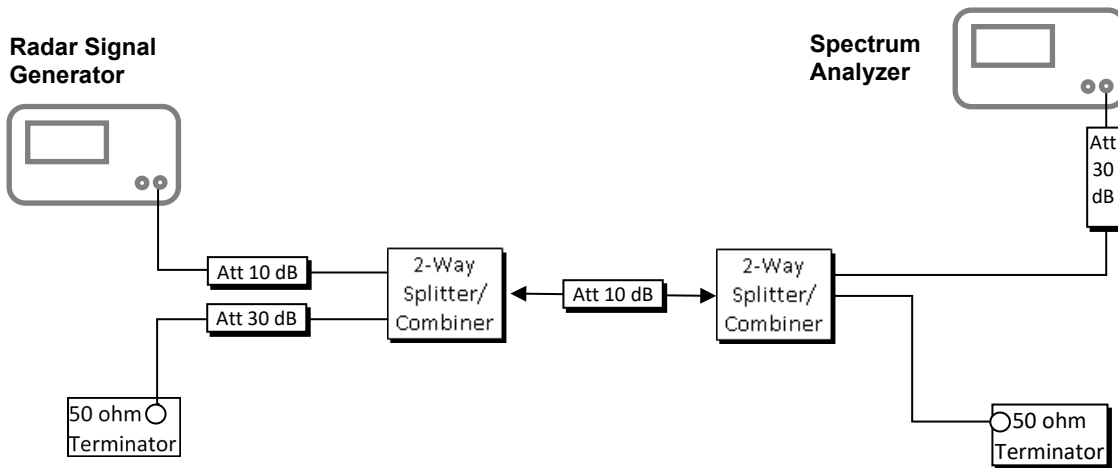 Radar Signal
Generator
Spectrum
Analyzer
Att
30
dB
Att 10 dB
2-Way
Splitter/
Combiner
Att 10 dB
2-Way
Splitter/
Combiner
Att 30 dB
50 ohm
Terminator
50 ohm
Terminator